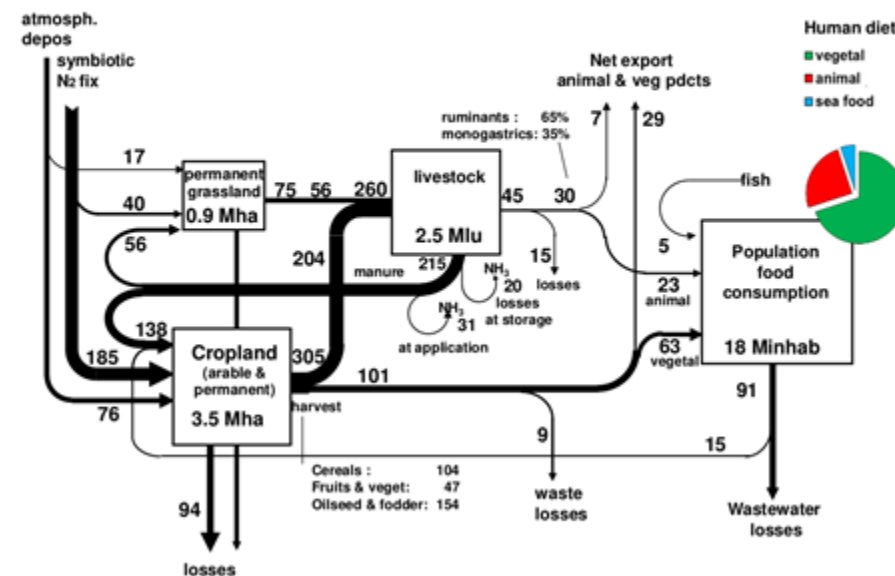 atmosph.
depos
symbiotic
N2 fix
Human diet
vegetal
animal
sea food
Net export
animal & veg pdcts
ruminants : 65%
monogastrics: 35%
7
29
17
permanent
grassland
0.9 Mha
75 56 260
livestock
2.5 Mlu
45 30
fish
40
56
204
manure
215
NH3
20
losses
at storage
15
losses
5
Population
food
consumption
18 Minhab
23
animal
NH3
31
at application
138
185
Cropland
(arable &
permanent)
3.5 Mha
305
101
63
vegetal
76
harvest
91
9
15
Cereals : 104
Fruits & veget: 47
Oilseed & fodder: 154
94
losses
waste
losses
Wastewater
losses